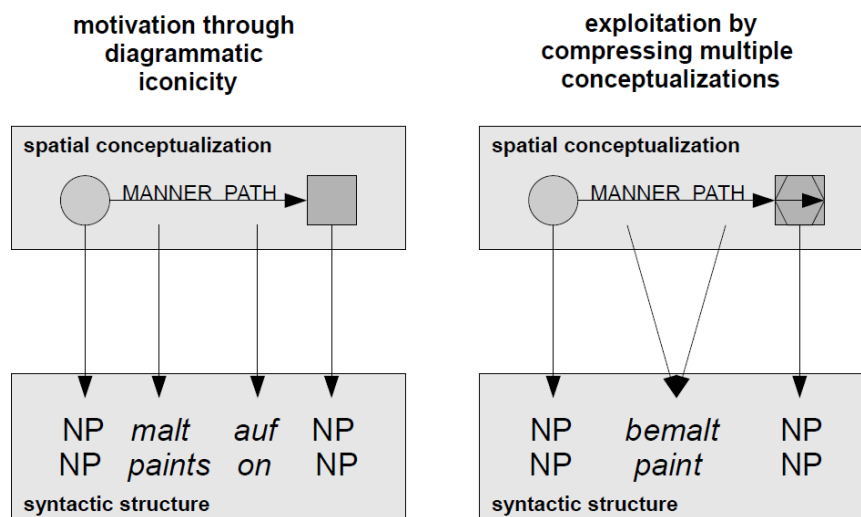 motivation through
diagrammatic
iconicity
spatial conceptualization
MANNER PATH
NP malt auf NP
NP paints on NP
syntactic structure
exploitation by
compressing multiple
conceptualizations
spatial conceptualization
MANNER PATH
NP bemalt NP
NP paint NP
syntactic structure